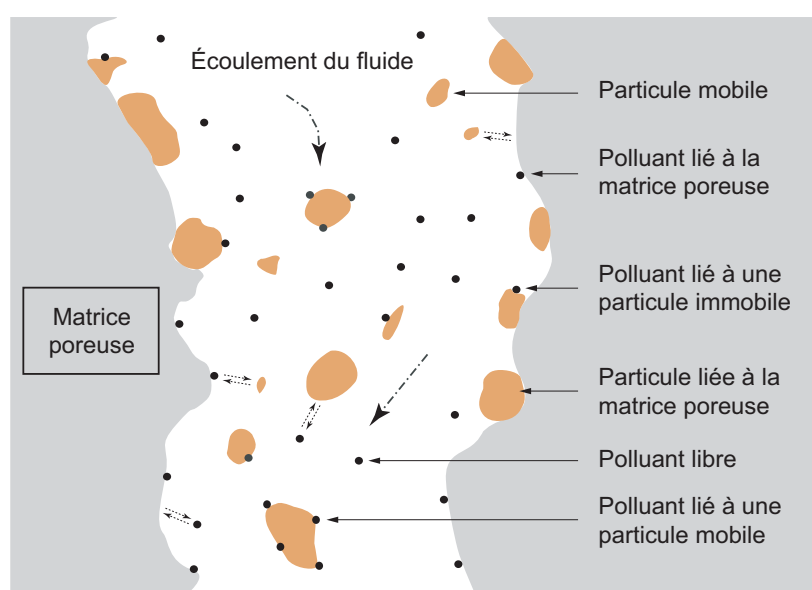 Écoulement du fluide
Particule mobile
Polluant lié à la
matrice poreuse
Polluant lié à une
particule immobile
Matrice
poreuse
Particule liée à la
matrice poreuse
Polluant libre
Polluant lié à une
particule mobile